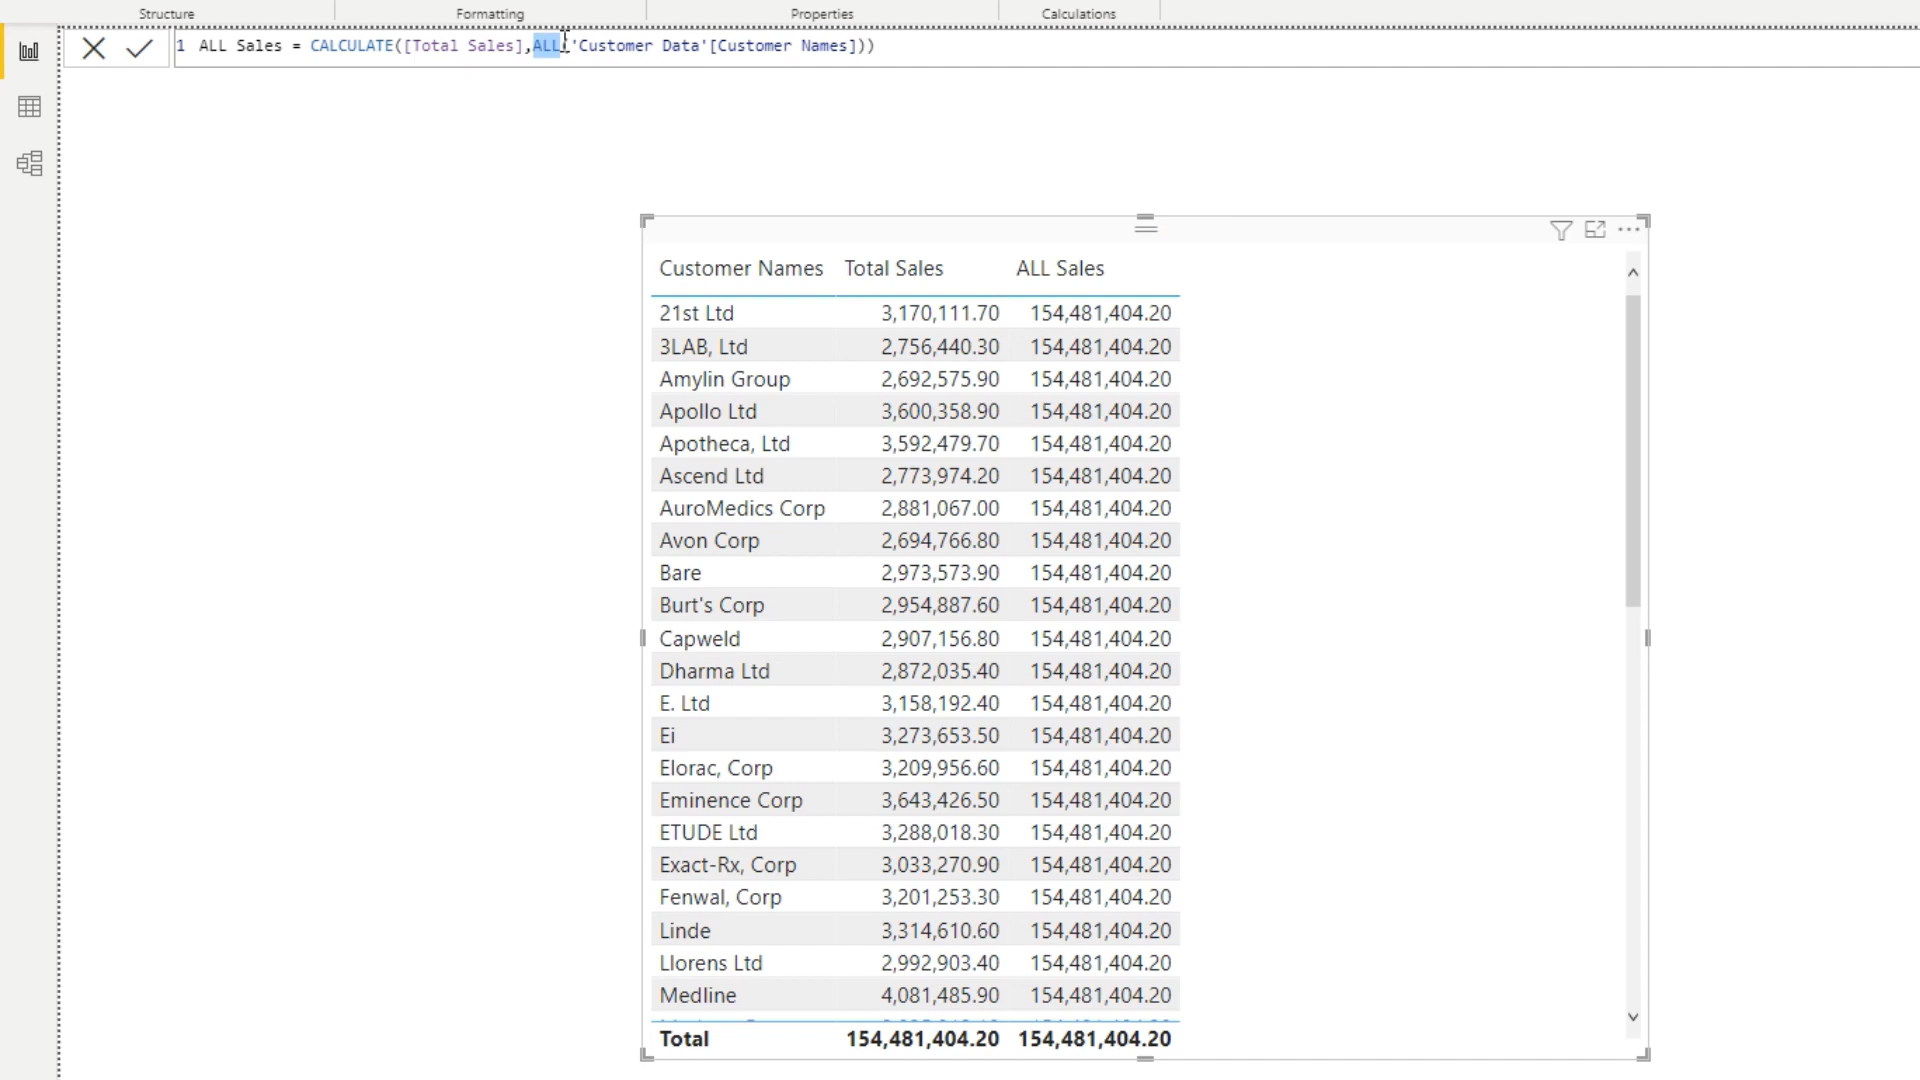 Structure Formatting Properties Calculations
1 ALL Sales = CALCULATE([Total Sales],ALL('Customer Data'[Customer Names]))
Customer Names Total Sales ALL Sales
21st Ltd 3,170,111.70 154,481,404.20
3LAB, Ltd 2,756,440.30 154,481,404.20
Amylin Group 2,692,575.90 154,481,404.20
Apollo Ltd 3,600,358.90 154,481,404.20
Apotheca, Ltd 3,592,479.70 154,481,404.20
Ascend Ltd 2,773,974.20 154,481,404.20
AuroMedics Corp 2,881,067.00 154,481,404.20
Avon Corp 2,694,766.80 154,481,404.20
Bare 2,973,573.90 154,481,404.20
Burt's Corp 2,954,887.60 154,481,404.20
Capweld 2,907,156.80 154,481,404.20
Dharma Ltd 2,872,035.40 154,481,404.20
E. Ltd 3,158,192.40 154,481,404.20
Ei 3,273,653.50 154,481,404.20
Elorac, Corp 3,209,956.60 154,481,404.20
Eminence Corp 3,643,426.50 154,481,404.20
ETUDE Ltd 3,288,018.30 154,481,404.20
Exact-Rx, Corp 3,033,270.90 154,481,404.20
Fenwal, Corp 3,201,253.30 154,481,404.20
Linde 3,314,610.60 154,481,404.20
Llorens Ltd 2,992,903.40 154,481,404.20
Medline 4,081,485.90 154,481,404.20
Total 154,481,404.20 154,481,404.20